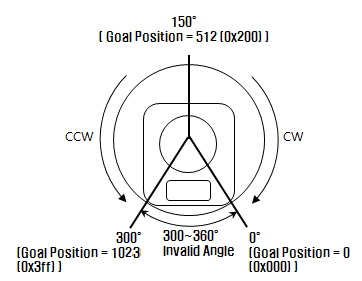 150°
( Goal Position = 512 (0x200) )
CCW
CW
300°
(Goal Position = 1023
(0x3ff) )
300~360°
Invalid Angle
0°
(Goal Position = 0
(0x000) )